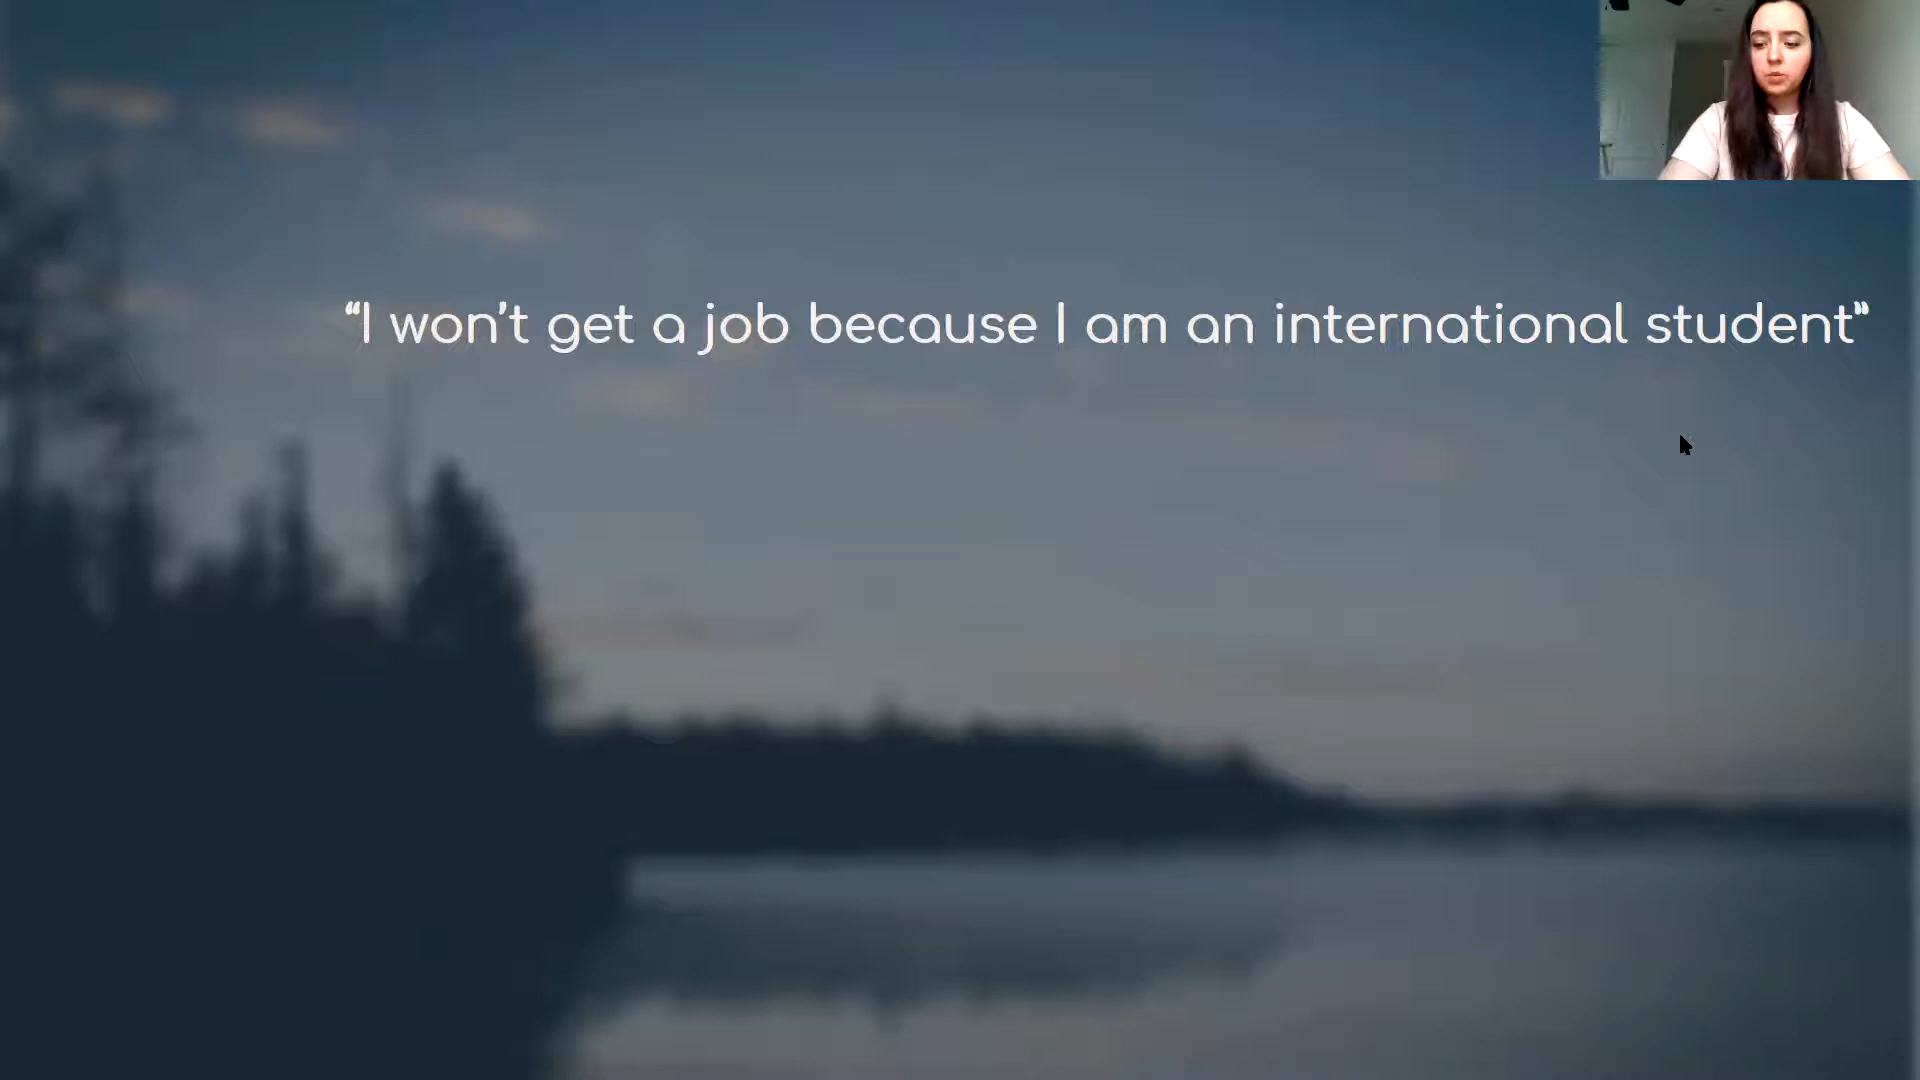 “I won’t get a job because I am an international student”